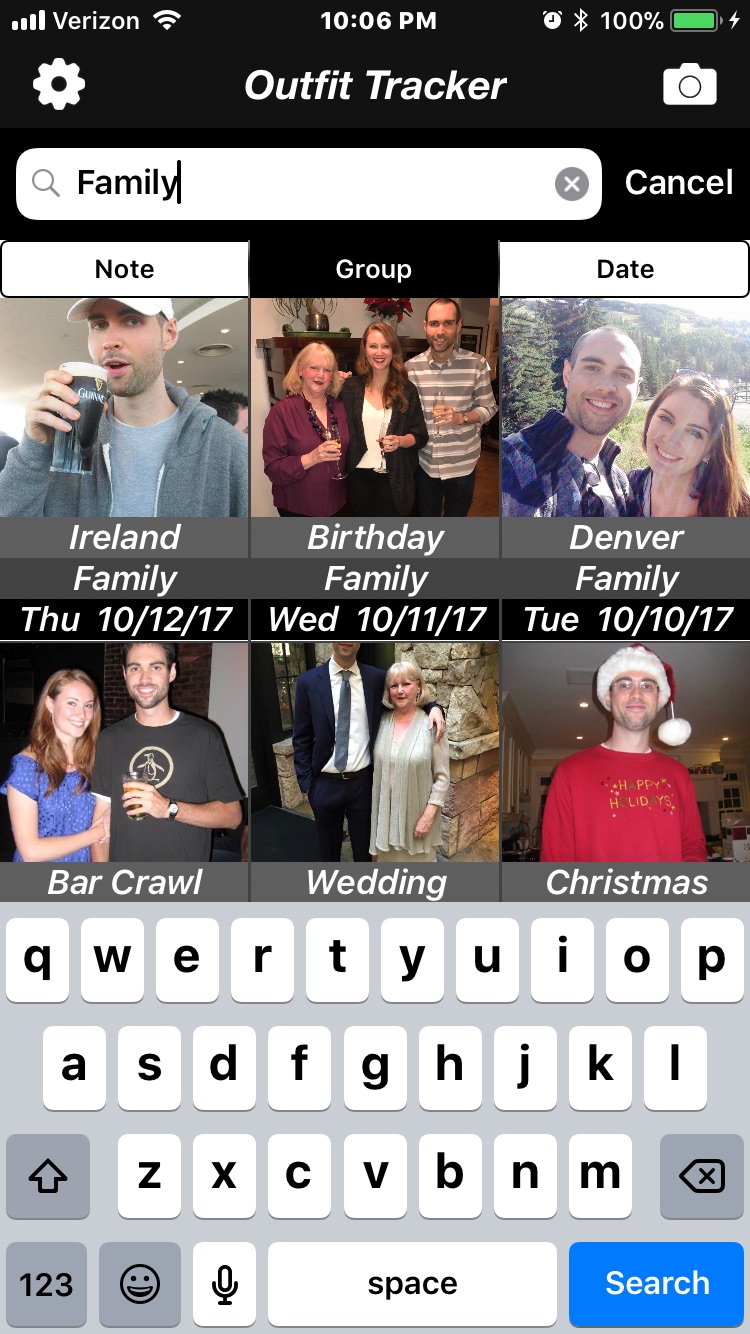 Verizon 10:06 PM 100%
Outfit Tracker
Family Cancel
Note Group Date
GUINNESS
Ireland Birthday Denver
Family Family Family
Thu 10/12/17 Wed 10/11/17 Tue 10/10/17
HAPPY
HOLIDAYS
Bar Crawl Wedding Christmas
q w e r t y u i o p
a s d f g h j k l
z x c v b n m
123 space Search